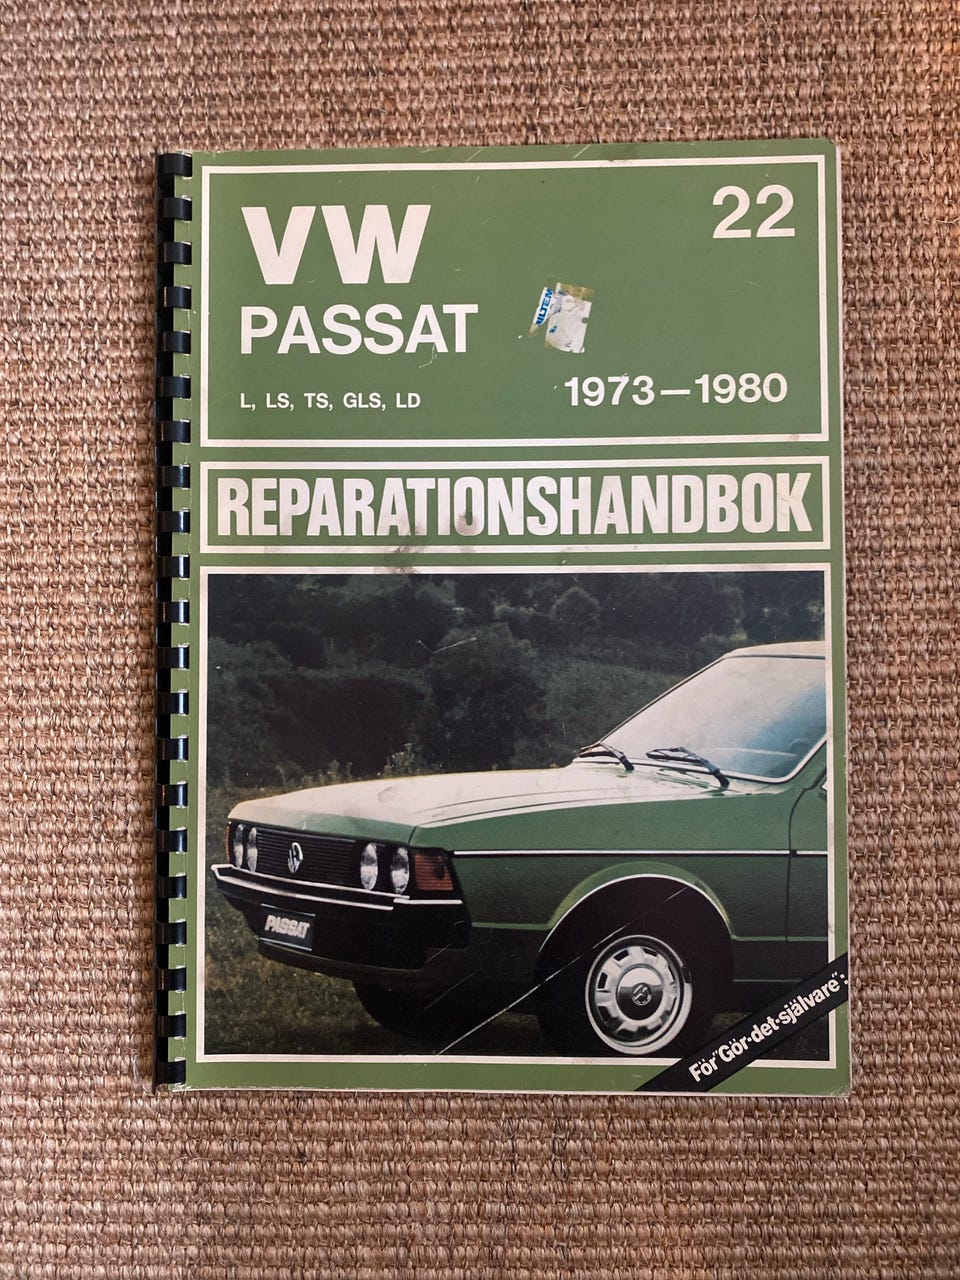 VW
22
PASSAT
L, LS, TS, GLS, LD
1973—1980
REPARATIONSHANDBOK
PASSAT
För "Gör-det-självare":